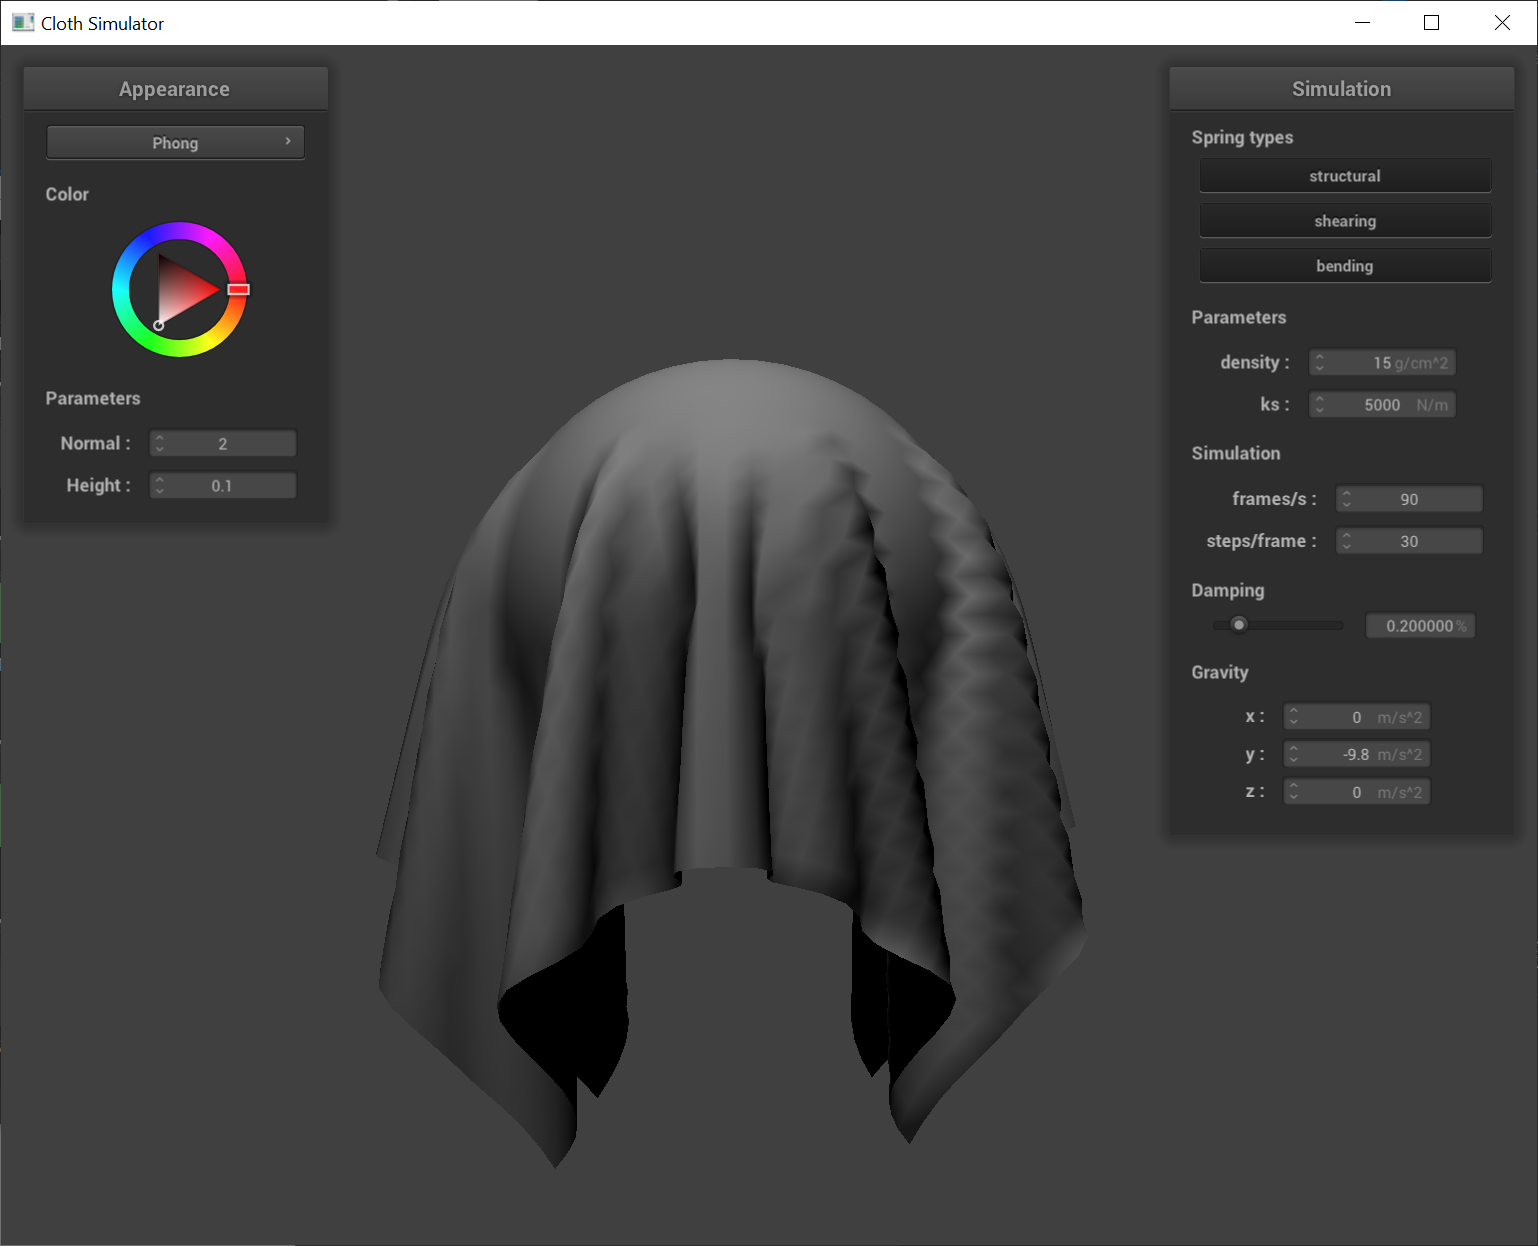 Cloth Simulator
Appearance
Phong
Color
Parameters
Normal : 2
Height : 0.1
Simulation
Spring types
structural
shearing
bending
Parameters
density : 15 g/cm^2
ks : 5000 N/m
Simulation
frames/s : 90
steps/frame : 30
Damping
0.200000 %
Gravity
x : 0 m/s^2
y : -9.8 m/s^2
z : 0 m/s^2